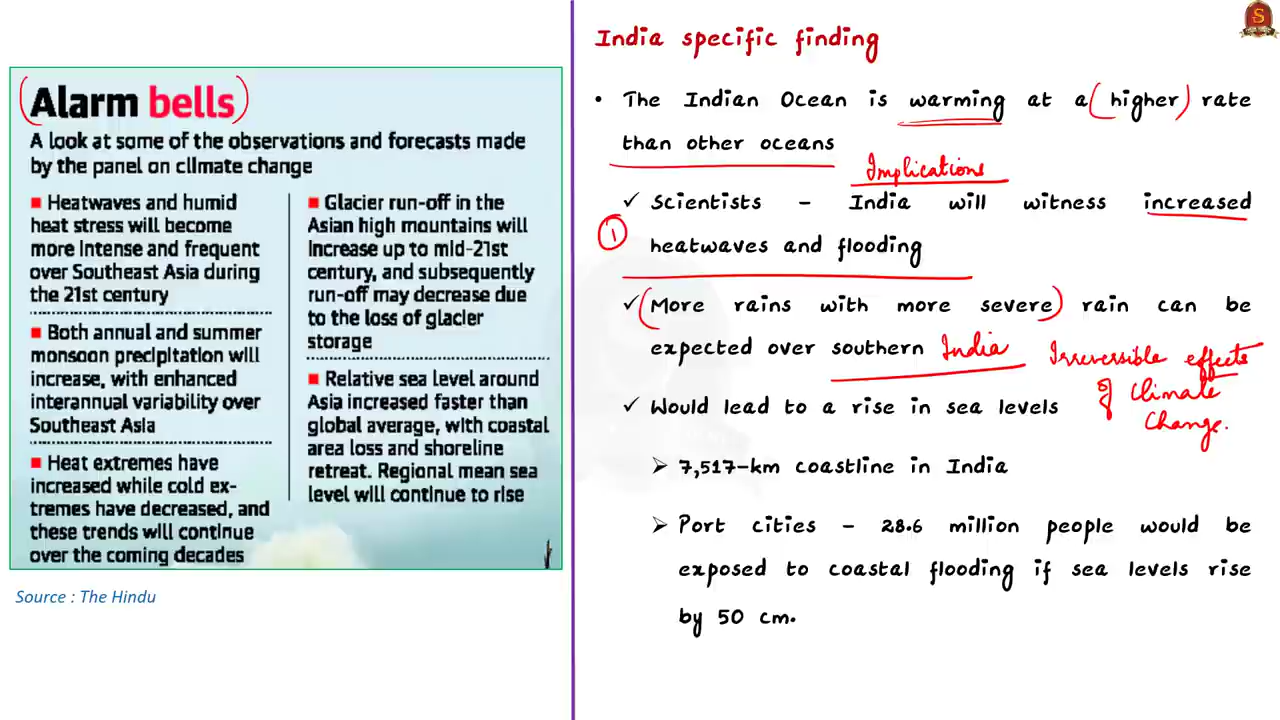 Alarm bells
A look at some of the observations and forecasts made
by the panel on climate change
Heatwaves and humid
heat stress will become
more intense and frequent
over Southeast Asia during
the 21st century
Both annual and summer
monsoon precipitation will
increase, with enhanced
interannual variability over
Southeast Asia
Heat extremes have
increased while cold ex-
tremes have decreased, and
these trends will continue
over the coming decades
Glacier run-off in the
Asian high mountains will
increase up to mid-21st
century, and subsequently
run-off may decrease due
to the loss of glacier
storage
Relative sea level around
Asia increased faster than
global average, with coastal
area loss and shoreline
retreat. Regional mean sea
level will continue to rise
Source : The Hindu
India specific finding
• The Indian Ocean is warming at a (higher) rate
than other oceans
Implications
✓ Scientists - India will witness increased
1
heatwaves and flooding
✓ (More rains with more severe) rain can be
expected over southern India
Irreversible effects
of Climate
Change.
✓ Would lead to a rise in sea levels
➢ 7,517-km coastline in India
➢ Port cities - 28.6 million people would be
exposed to coastal flooding if sea levels rise
by 50 cm.
S